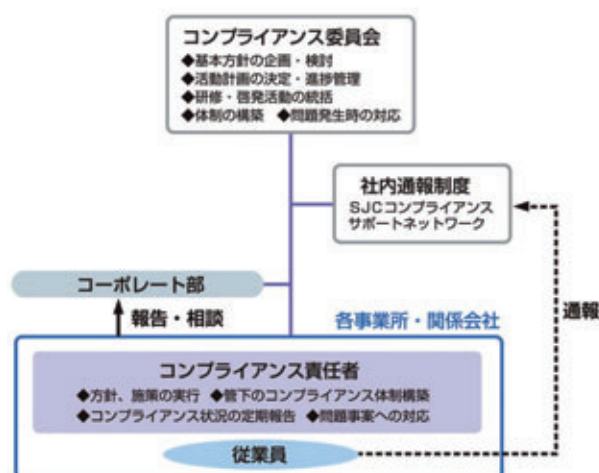 コンプライアンス委員会
◆基本方針の企画・検討
◆活動計画の決定・進捗管理
◆研修・啓発活動の統括
◆体制の構築 ◆問題発生時の対応
社内通報制度
SJCコンプライアンス
サポートネットワーク
コーポレート部
報告・相談
各事業所・関係会社
通報
コンプライアンス責任者
◆方針、施策の実行 ◆管下のコンプライアンス体制構築
◆コンプライアンス状況の定期報告 ◆問題事案への対応
従業員